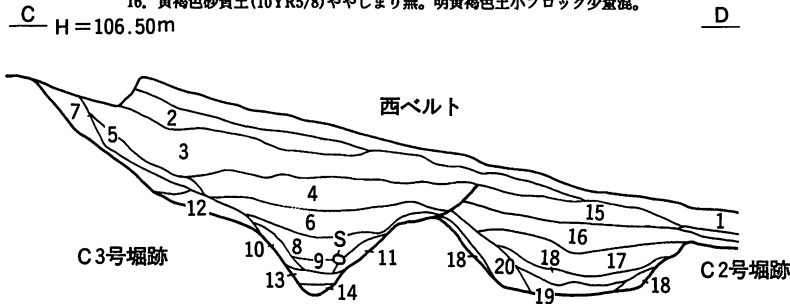 16. 黄褐色砂質土(10YR5/8)ややしまり無。明黄褐色土小ブロック少量混。
C H=106.50m D
西ベルト
7 5 2
3
4 15 1
12 6 16
C3号堀跡 10 8 S 9 11 18 20 18 17 C2号堀跡
13 14 19 18